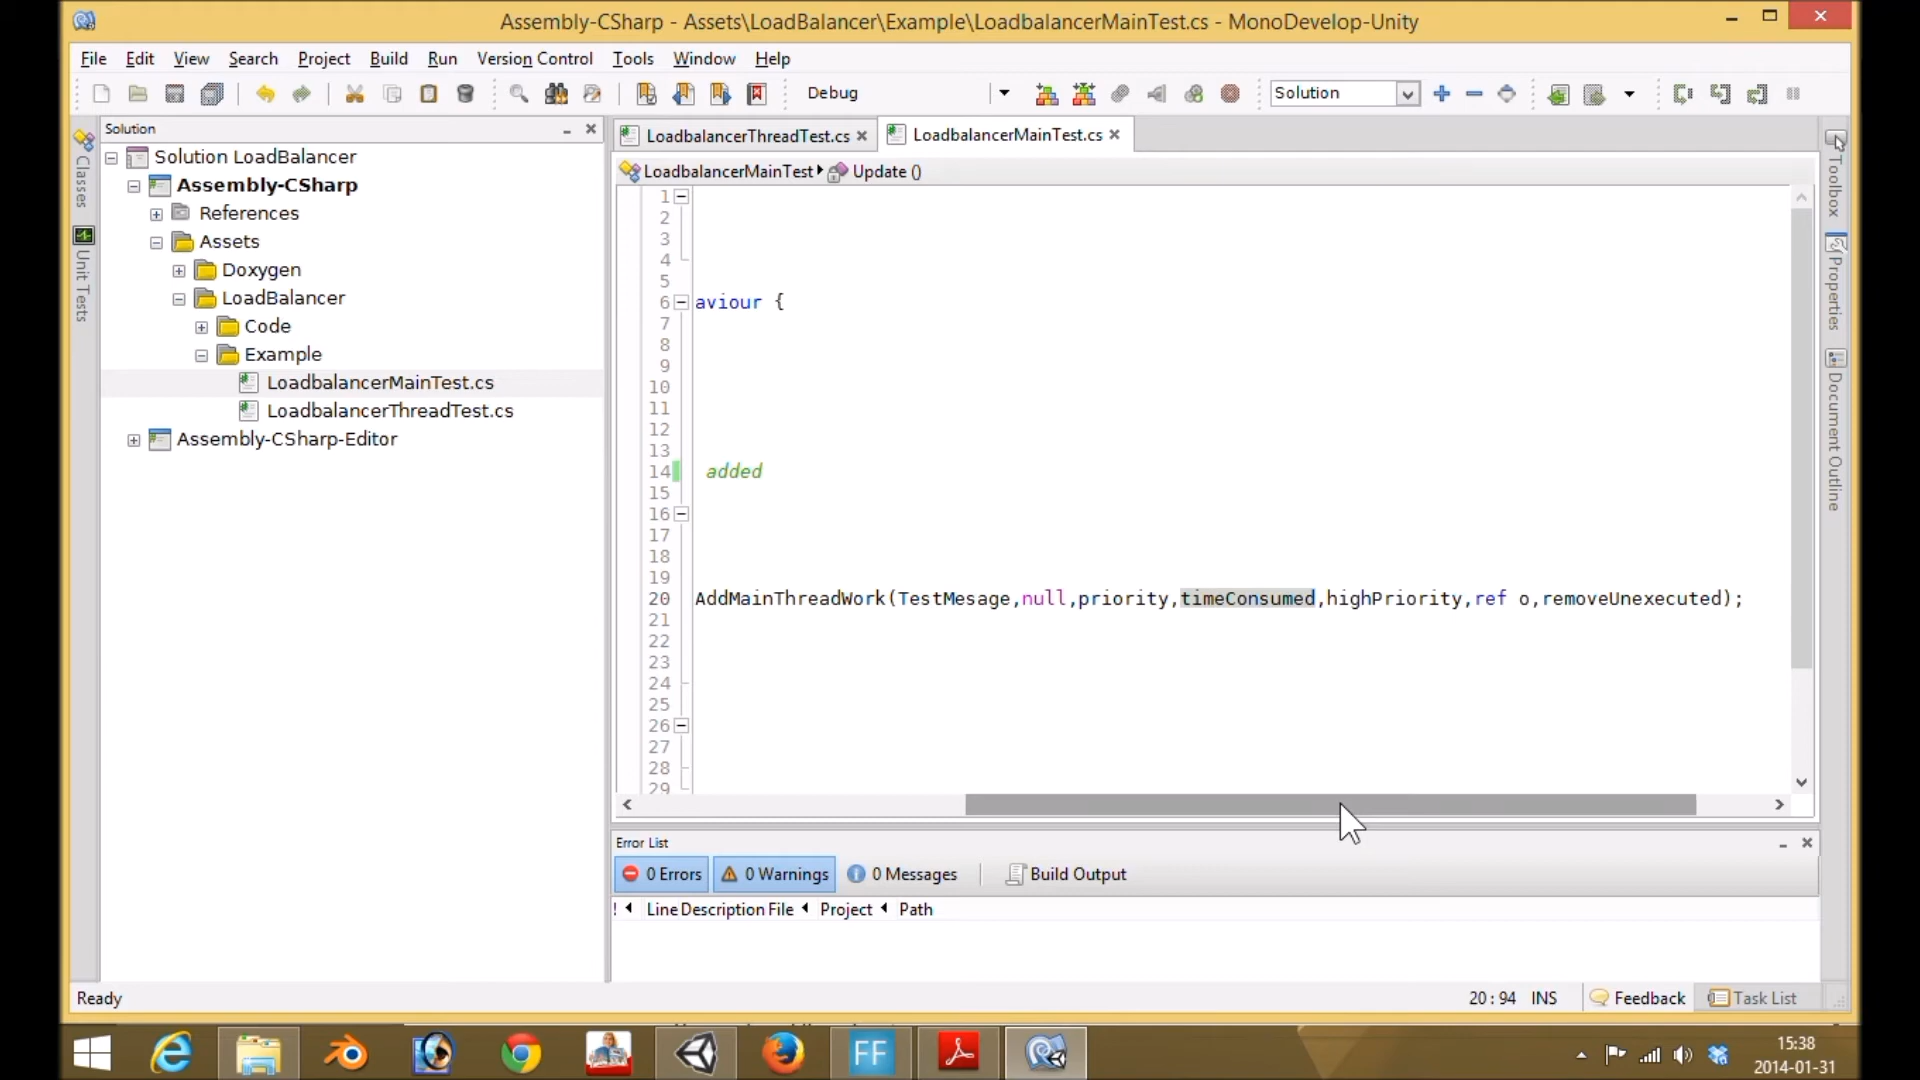 Assembly-CSharp - Assets\LoadBalancer\Example\LoadbalancerMainTest.cs - MonoDevelop-Unity
File Edit View Search Project Build Run Version Control Tools Window Help
Debug Solution
Classes
Unit Tests
Solution
Solution LoadBalancer
Assembly-CSharp
References
Assets
Doxygen
LoadBalancer
Code
Example
LoadbalancerMainTest.cs
LoadbalancerThreadTest.cs
Assembly-CSharp-Editor
LoadbalancerThreadTest.cs LoadbalancerMainTest.cs
LoadbalancerMainTest Update ()
1
2
3
4
5
6 aviour {
7
8
9
10
11
12
13
14 added
15
16
17
18
19
20 AddMainThreadWork(TestMesage,null,priority,timeConsumed,highPriority,ref o,removeUnexecuted);
21
22
23
24
25
26
27
28
29
Toolbox
Properties
Document Outline
Error List
0 Errors 0 Warnings 0 Messages Build Output
! Line Description File Project Path
Ready 20 : 94 INS Feedback Task List
FF
15:38
2014-01-31